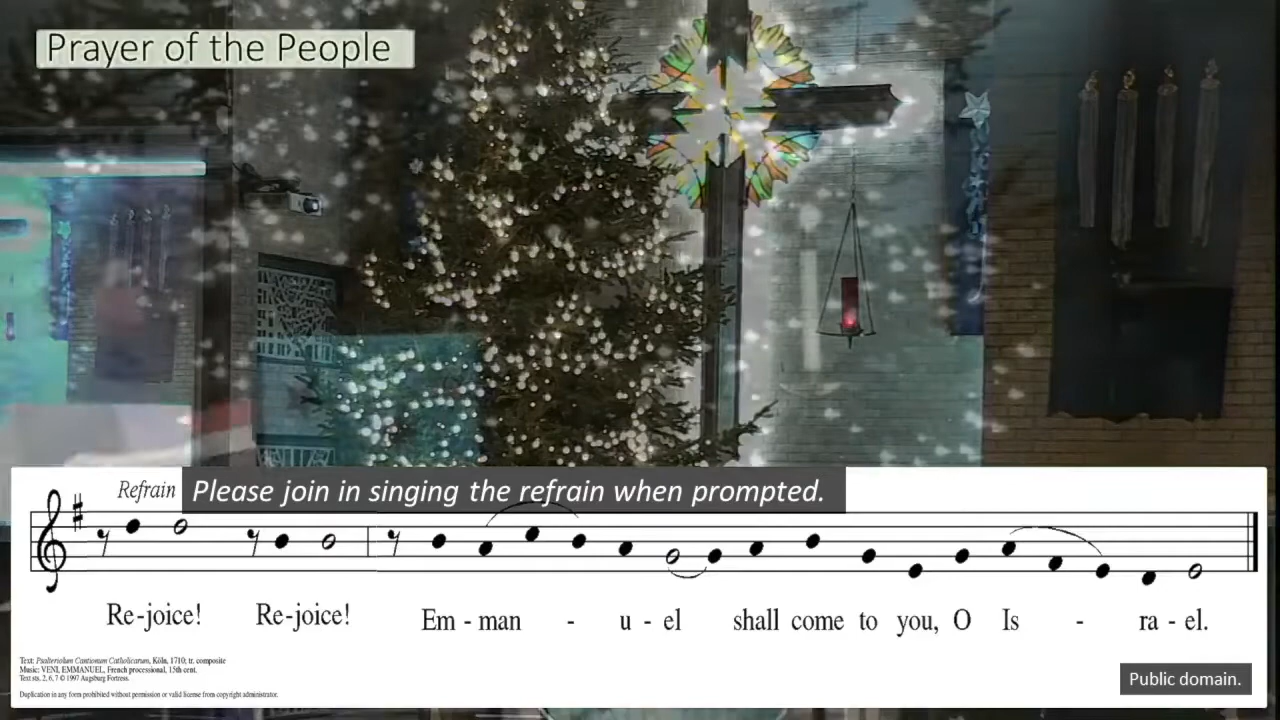 Prayer of the People
Refrain
Please join in singing the refrain when prompted.
Re-joice! Re-joice! Em - man - u - el shall come to you, O Is - ra - el.
Text: Psalteriolum Cantionum Catholicarum, Köln, 1710; tr. composite
Music: VENI, EMMANUEL, French processional, 15th cent.
Text sts. 2, 6, 7 © 1997 Augsburg Fortress.
Duplication in any form prohibited without permission or valid license from copyright administrator.
Public domain.